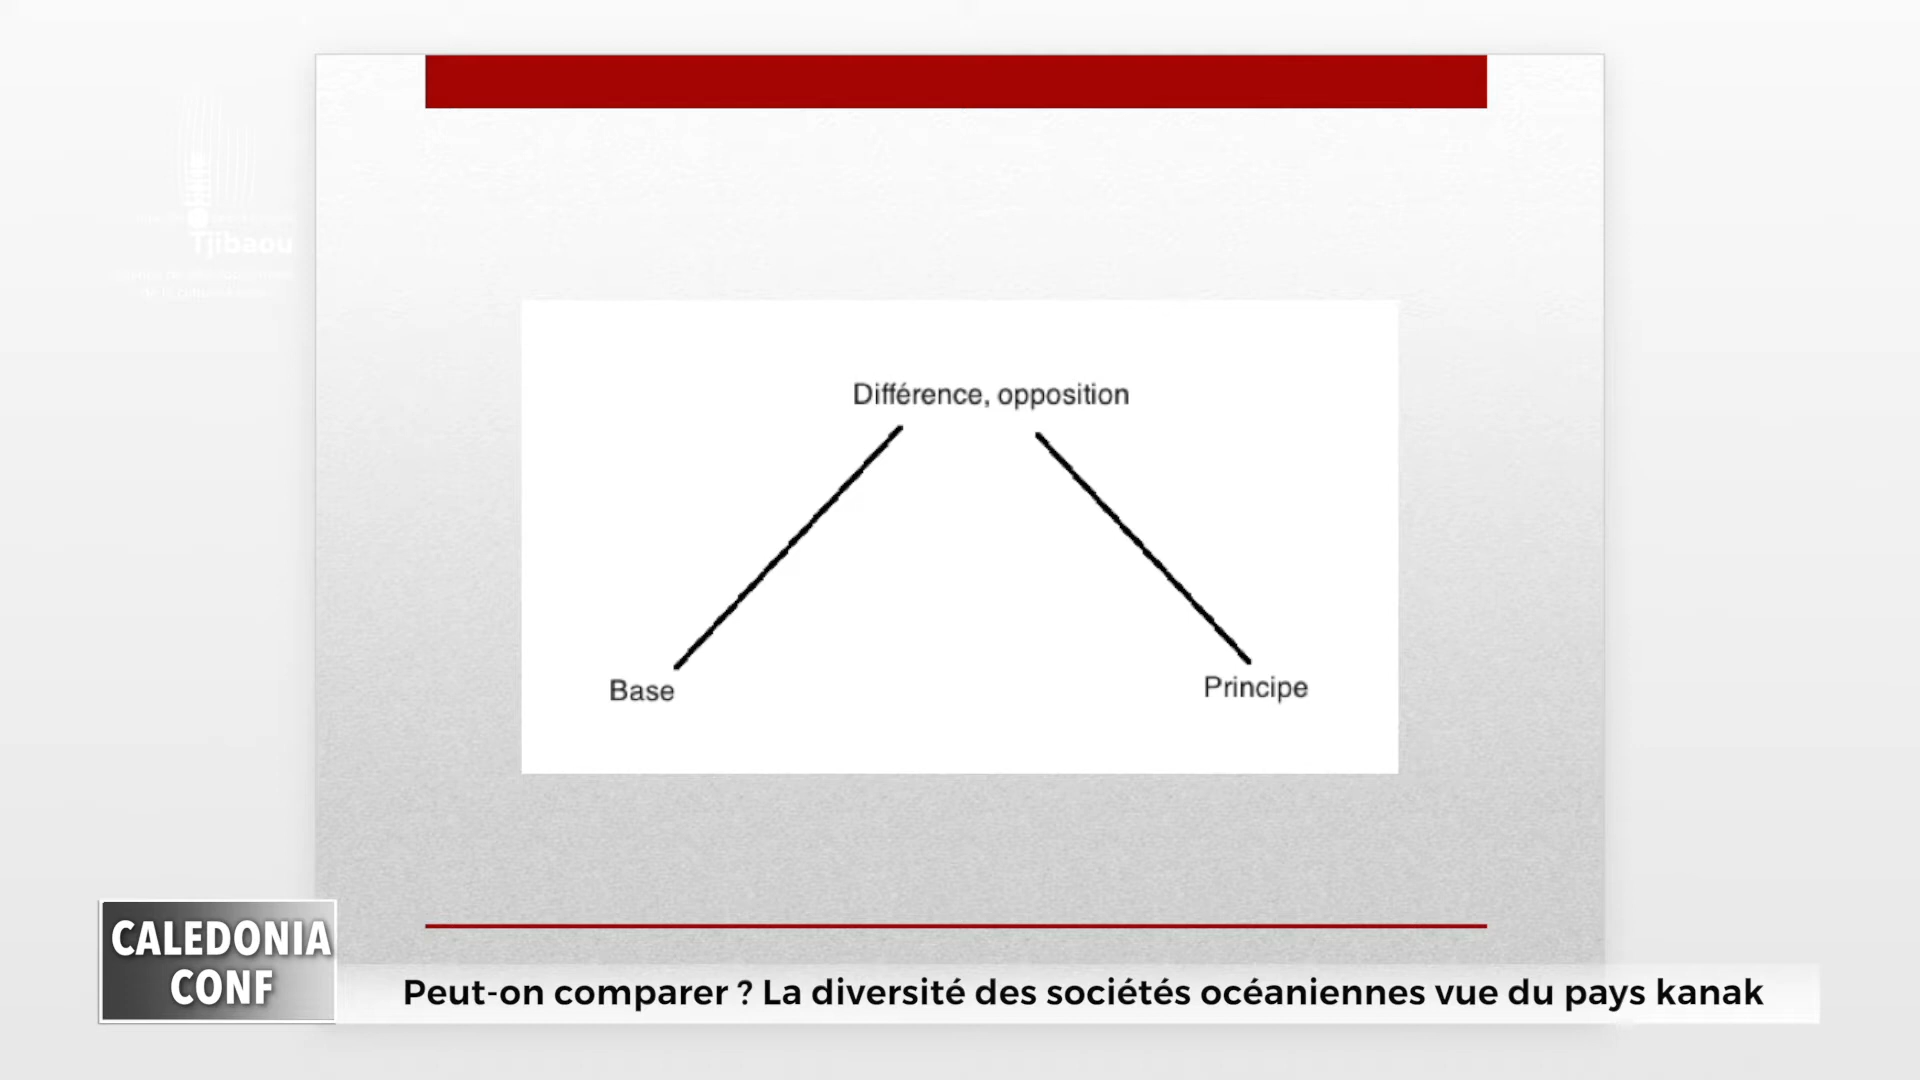 Tjibaou
Différence, opposition
Base
Principe
CALEDONIA
CONF
Peut-on comparer ? La diversité des sociétés océaniennes vue du pays kanak